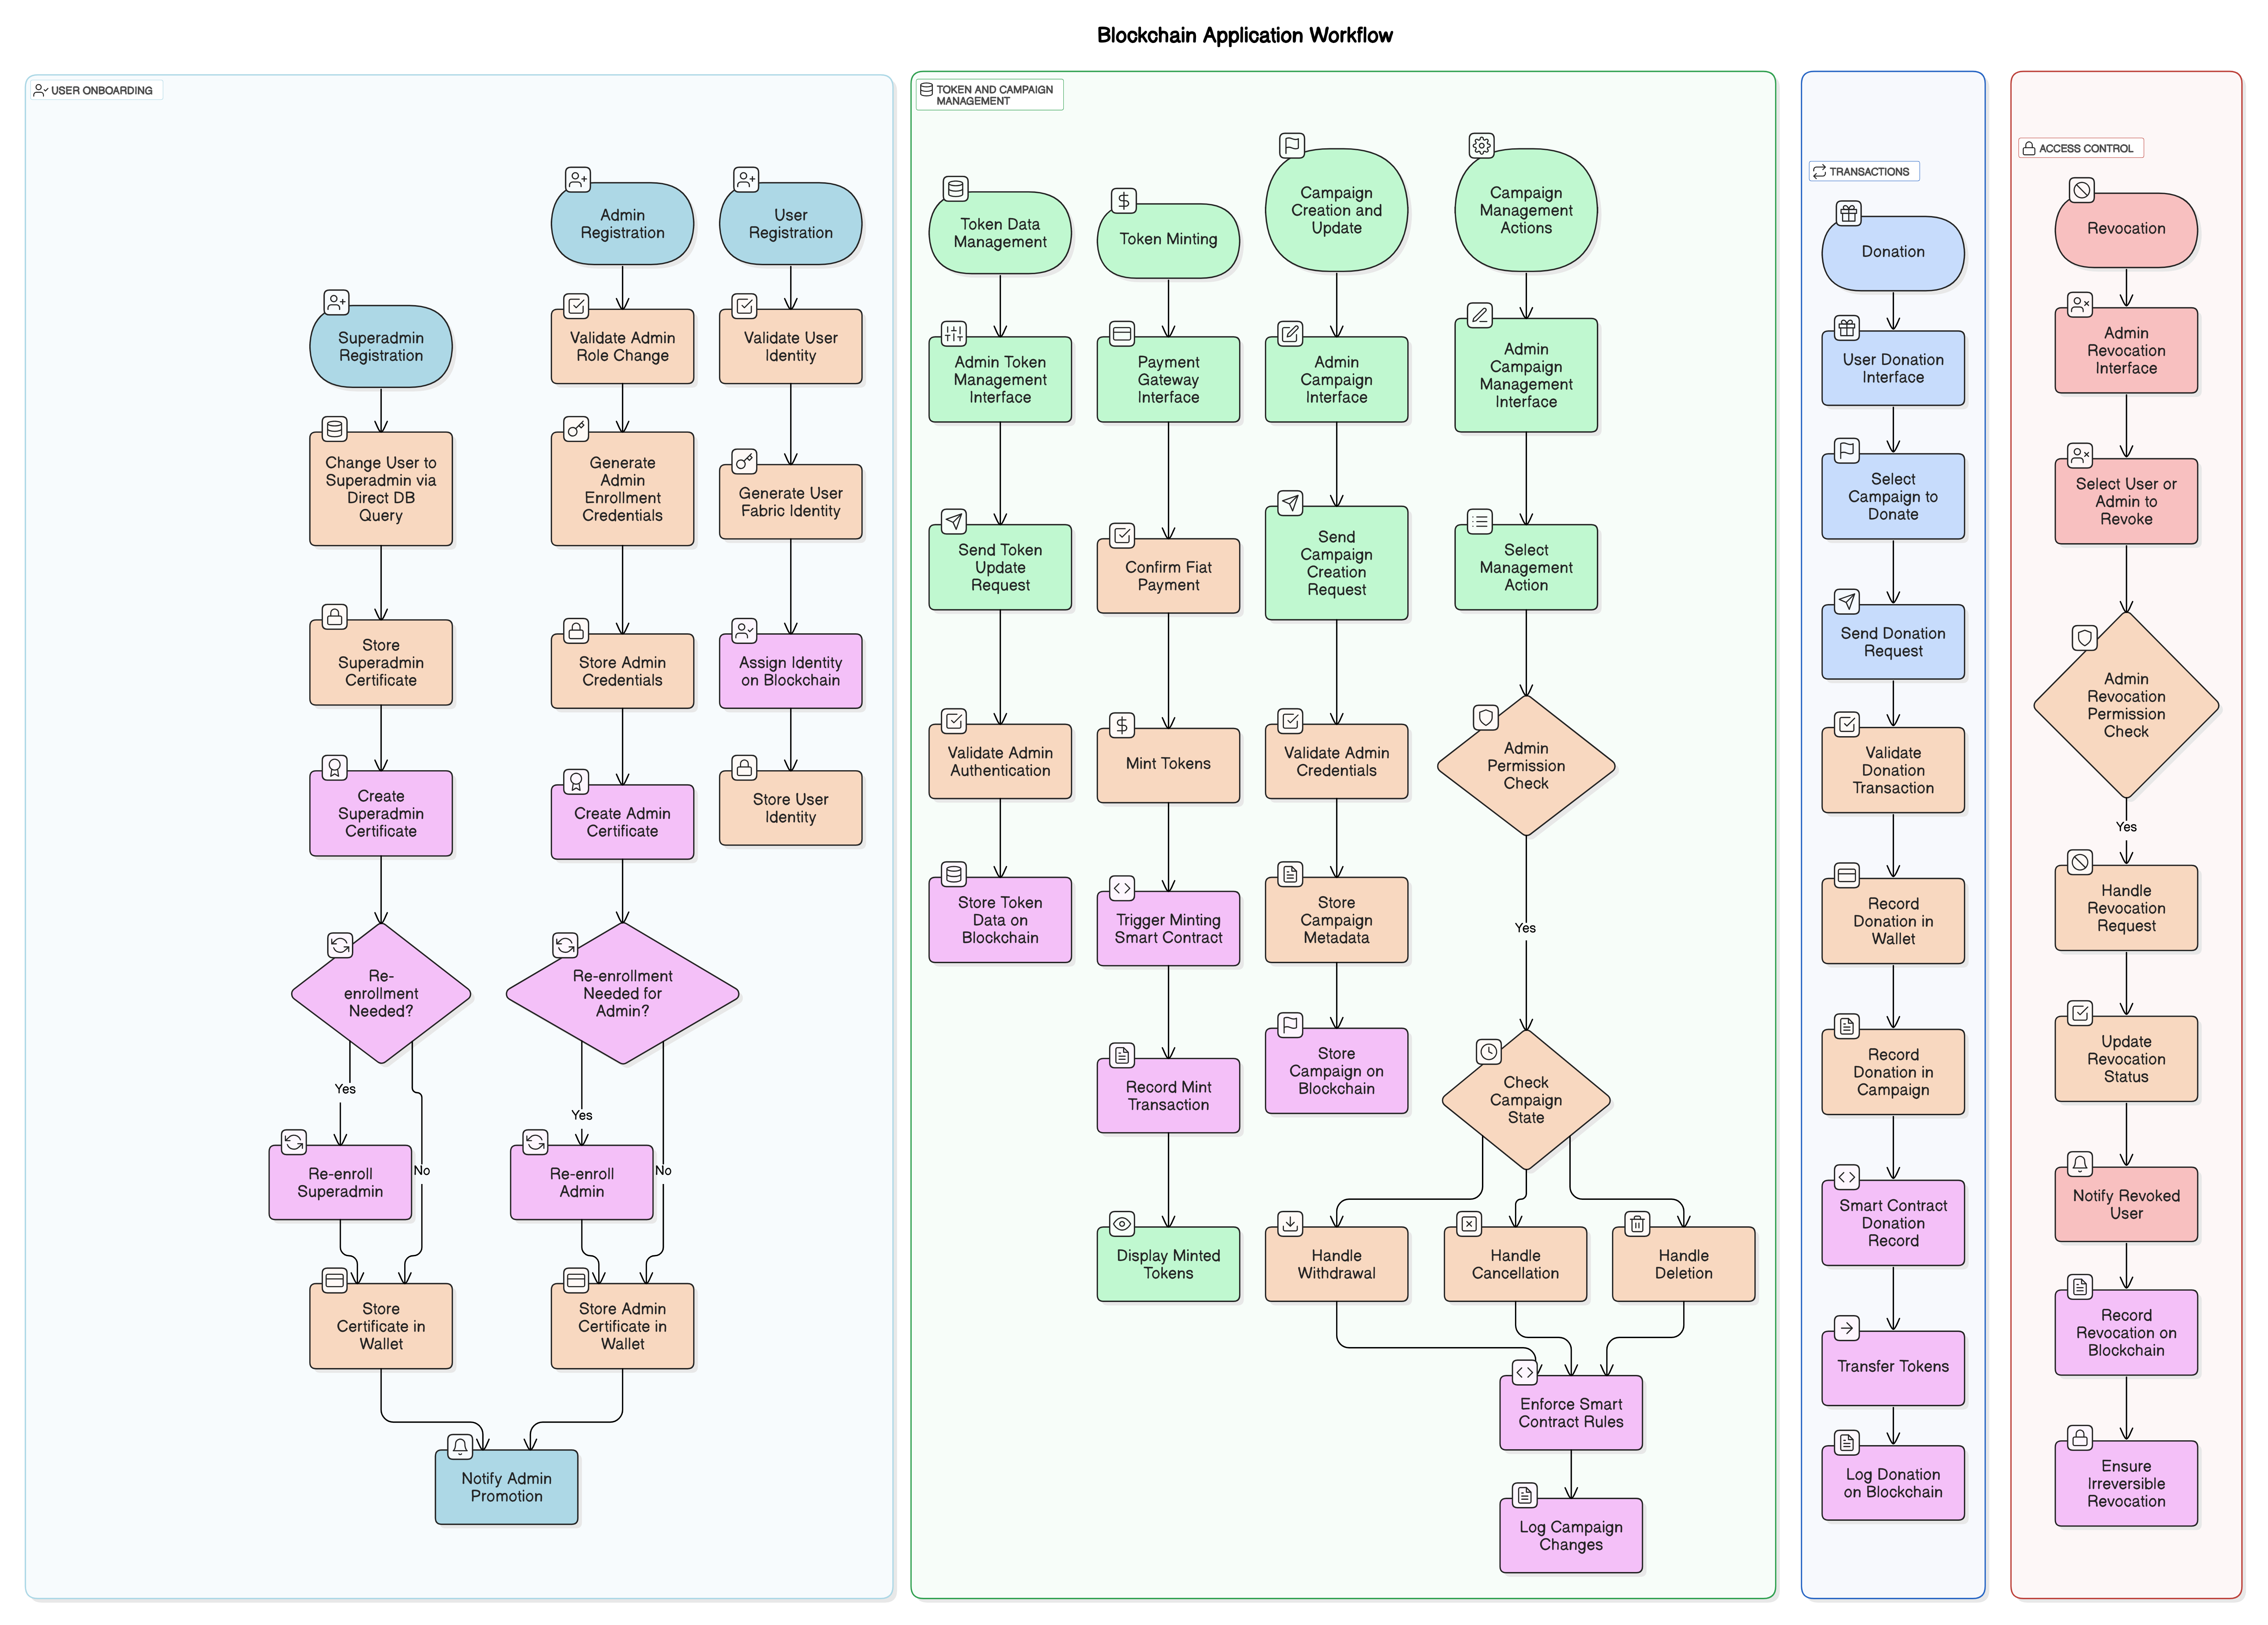 Blockchain Application Workflow
USER ONBOARDING
Superadmin
Registration
Change User to
Superadmin via
Direct DB
Query
Store
Superadmin
Certificate
Create
Superadmin
Certificate
Re-
enrollment
Needed?
Yes
No
Re-enroll
Superadmin
Store
Certificate in
Wallet
Admin
Registration
Validate Admin
Role Change
Generate
Admin
Enrollment
Credentials
Store Admin
Credentials
Create Admin
Certificate
Re-enrollment
Needed for
Admin?
Yes
No
Re-enroll
Admin
Store Admin
Certificate in
Wallet
Notify Admin
Promotion
User
Registration
Validate User
Identity
Generate User
Fabric Identity
Assign Identity
on Blockchain
Store User
Identity
TOKEN AND CAMPAIGN
MANAGEMENT
Token Data
Management
Admin Token
Management
Interface
Send Token
Update
Request
Validate Admin
Authentication
Store Token
Data on
Blockchain
Token Minting
Payment
Gateway
Interface
Confirm Fiat
Payment
Mint Tokens
Trigger Minting
Smart Contract
Record Mint
Transaction
Display Minted
Tokens
Campaign
Creation and
Update
Admin
Campaign
Interface
Send
Campaign
Creation
Request
Validate Admin
Credentials
Store
Campaign
Metadata
Store
Campaign on
Blockchain
Campaign
Management
Actions
Admin
Campaign
Management
Interface
Select
Management
Action
Admin
Permission
Check
Yes
Check
Campaign
State
Handle
Withdrawal
Handle
Cancellation
Handle
Deletion
Enforce Smart
Contract Rules
Log Campaign
Changes
TRANSACTIONS
Donation
User Donation
Interface
Select
Campaign to
Donate
Send Donation
Request
Validate
Donation
Transaction
Record
Donation in
Wallet
Record
Donation in
Campaign
Smart Contract
Donation
Record
Transfer Tokens
Log Donation
on Blockchain
ACCESS CONTROL
Revocation
Admin
Revocation
Interface
Select User or
Admin to
Revoke
Admin
Revocation
Permission
Check
Yes
Handle
Revocation
Request
Update
Revocation
Status
Notify Revoked
User
Record
Revocation on
Blockchain
Ensure
Irreversible
Revocation